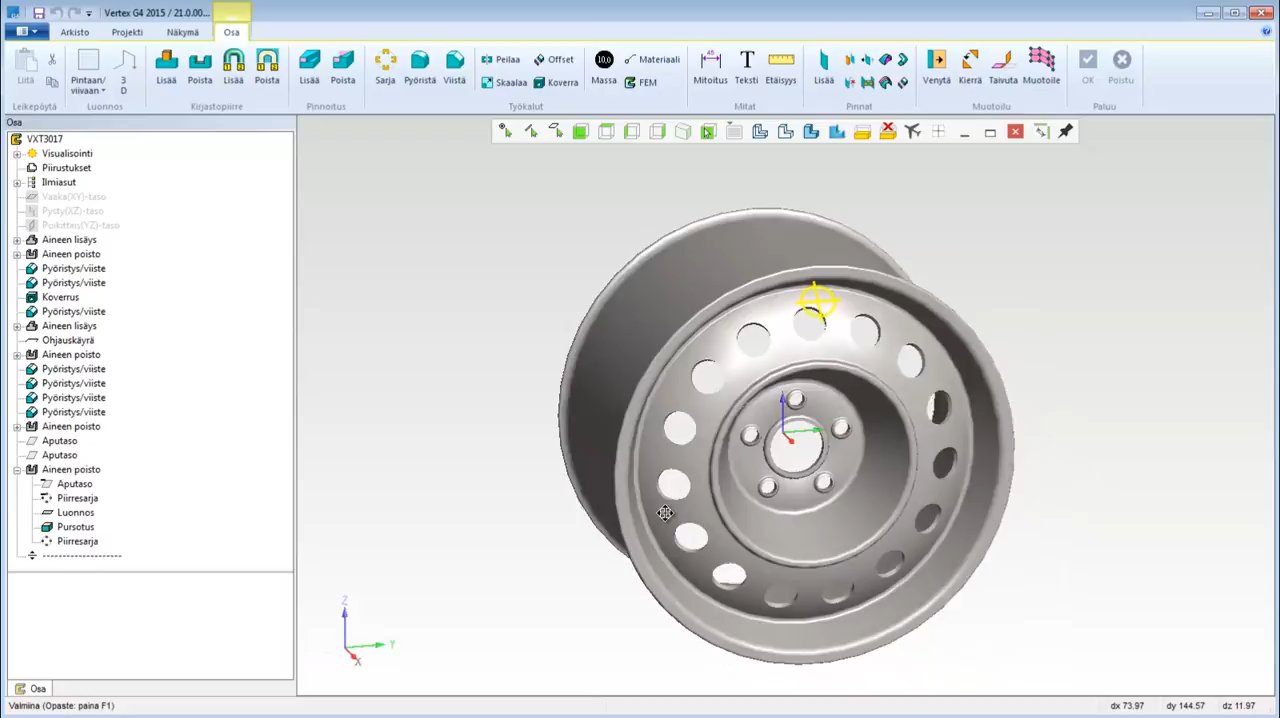 Vertex G4 2015 / 21.0.00...
Arkisto Projekti Näkymä Osa
Liitä
Pintaan/ viivaan
3 D
Lisää Poista Lisää Poista
Lisää Poista
Sarja Pyöristä Viistä
Peilaa Offset
Skaalaa Koverra
10,0
Massa
Materiaali
FEM
45
Mitoitus Teksti Etäisyys
Lisää
Venytä Kierrä Taivuta Muotoile
OK Poistu
Leikepöytä Luonnos Kirjastopiirre Pinnoitus Työkalut Mitat Pinnat Muotoilu Paluu
Osa
VXT3017
Visualisointi
Piirustukset
Ilmiasut
Vaaka(XY)-taso
Pysty(XZ)-taso
Poikittais(YZ)-taso
Aineen lisäys
Aineen poisto
Pyöristys/viiste
Pyöristys/viiste
Koverrus
Pyöristys/viiste
Aineen lisäys
Ohjauskäyrä
Aineen poisto
Pyöristys/viiste
Pyöristys/viiste
Pyöristys/viiste
Pyöristys/viiste
Aineen poisto
Aputaso
Aputaso
Aineen poisto
Aputaso
Piirresarja
Luonnos
Pursotus
Piirresarja
Z
Y
X
Osa
Valmiina (Opaste: paina F1)
dx 73.97 dy 144.57 dz 11.97